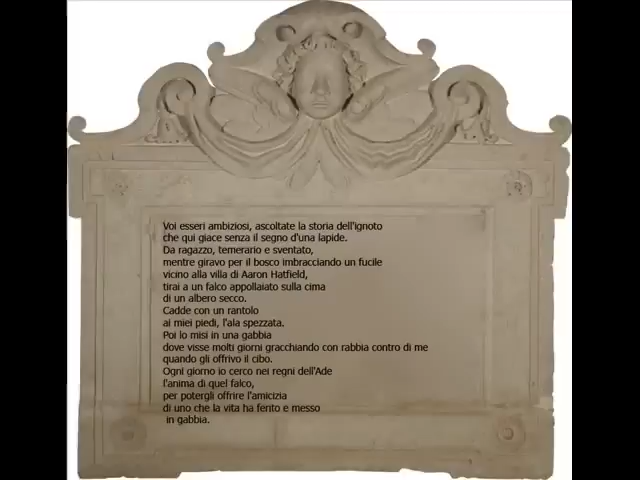 Voi esseri ambiziosi, ascoltate la storia dell'ignoto
che qui giace senza il segno d'una lapide.
Da ragazzo, temerario e sventato,
mentre giravo per il bosco imbracciando un fucile
vicino alla villa di Aaron Hatfield,
tirai a un falco appollaiato sulla cima
di un albero secco.
Cadde con un rantolo
ai miei piedi, l'ala spezzata.
Poi lo misi in una gabbia
dove visse molti giorni gracchiando con rabbia contro di me
quando gli offrivo il cibo.
Ogni giorno io cerco nei regni dell'Ade
l'anima di quel falco,
per potergli offrire l'amicizia
di uno che la vita ha ferito e messo
in gabbia.